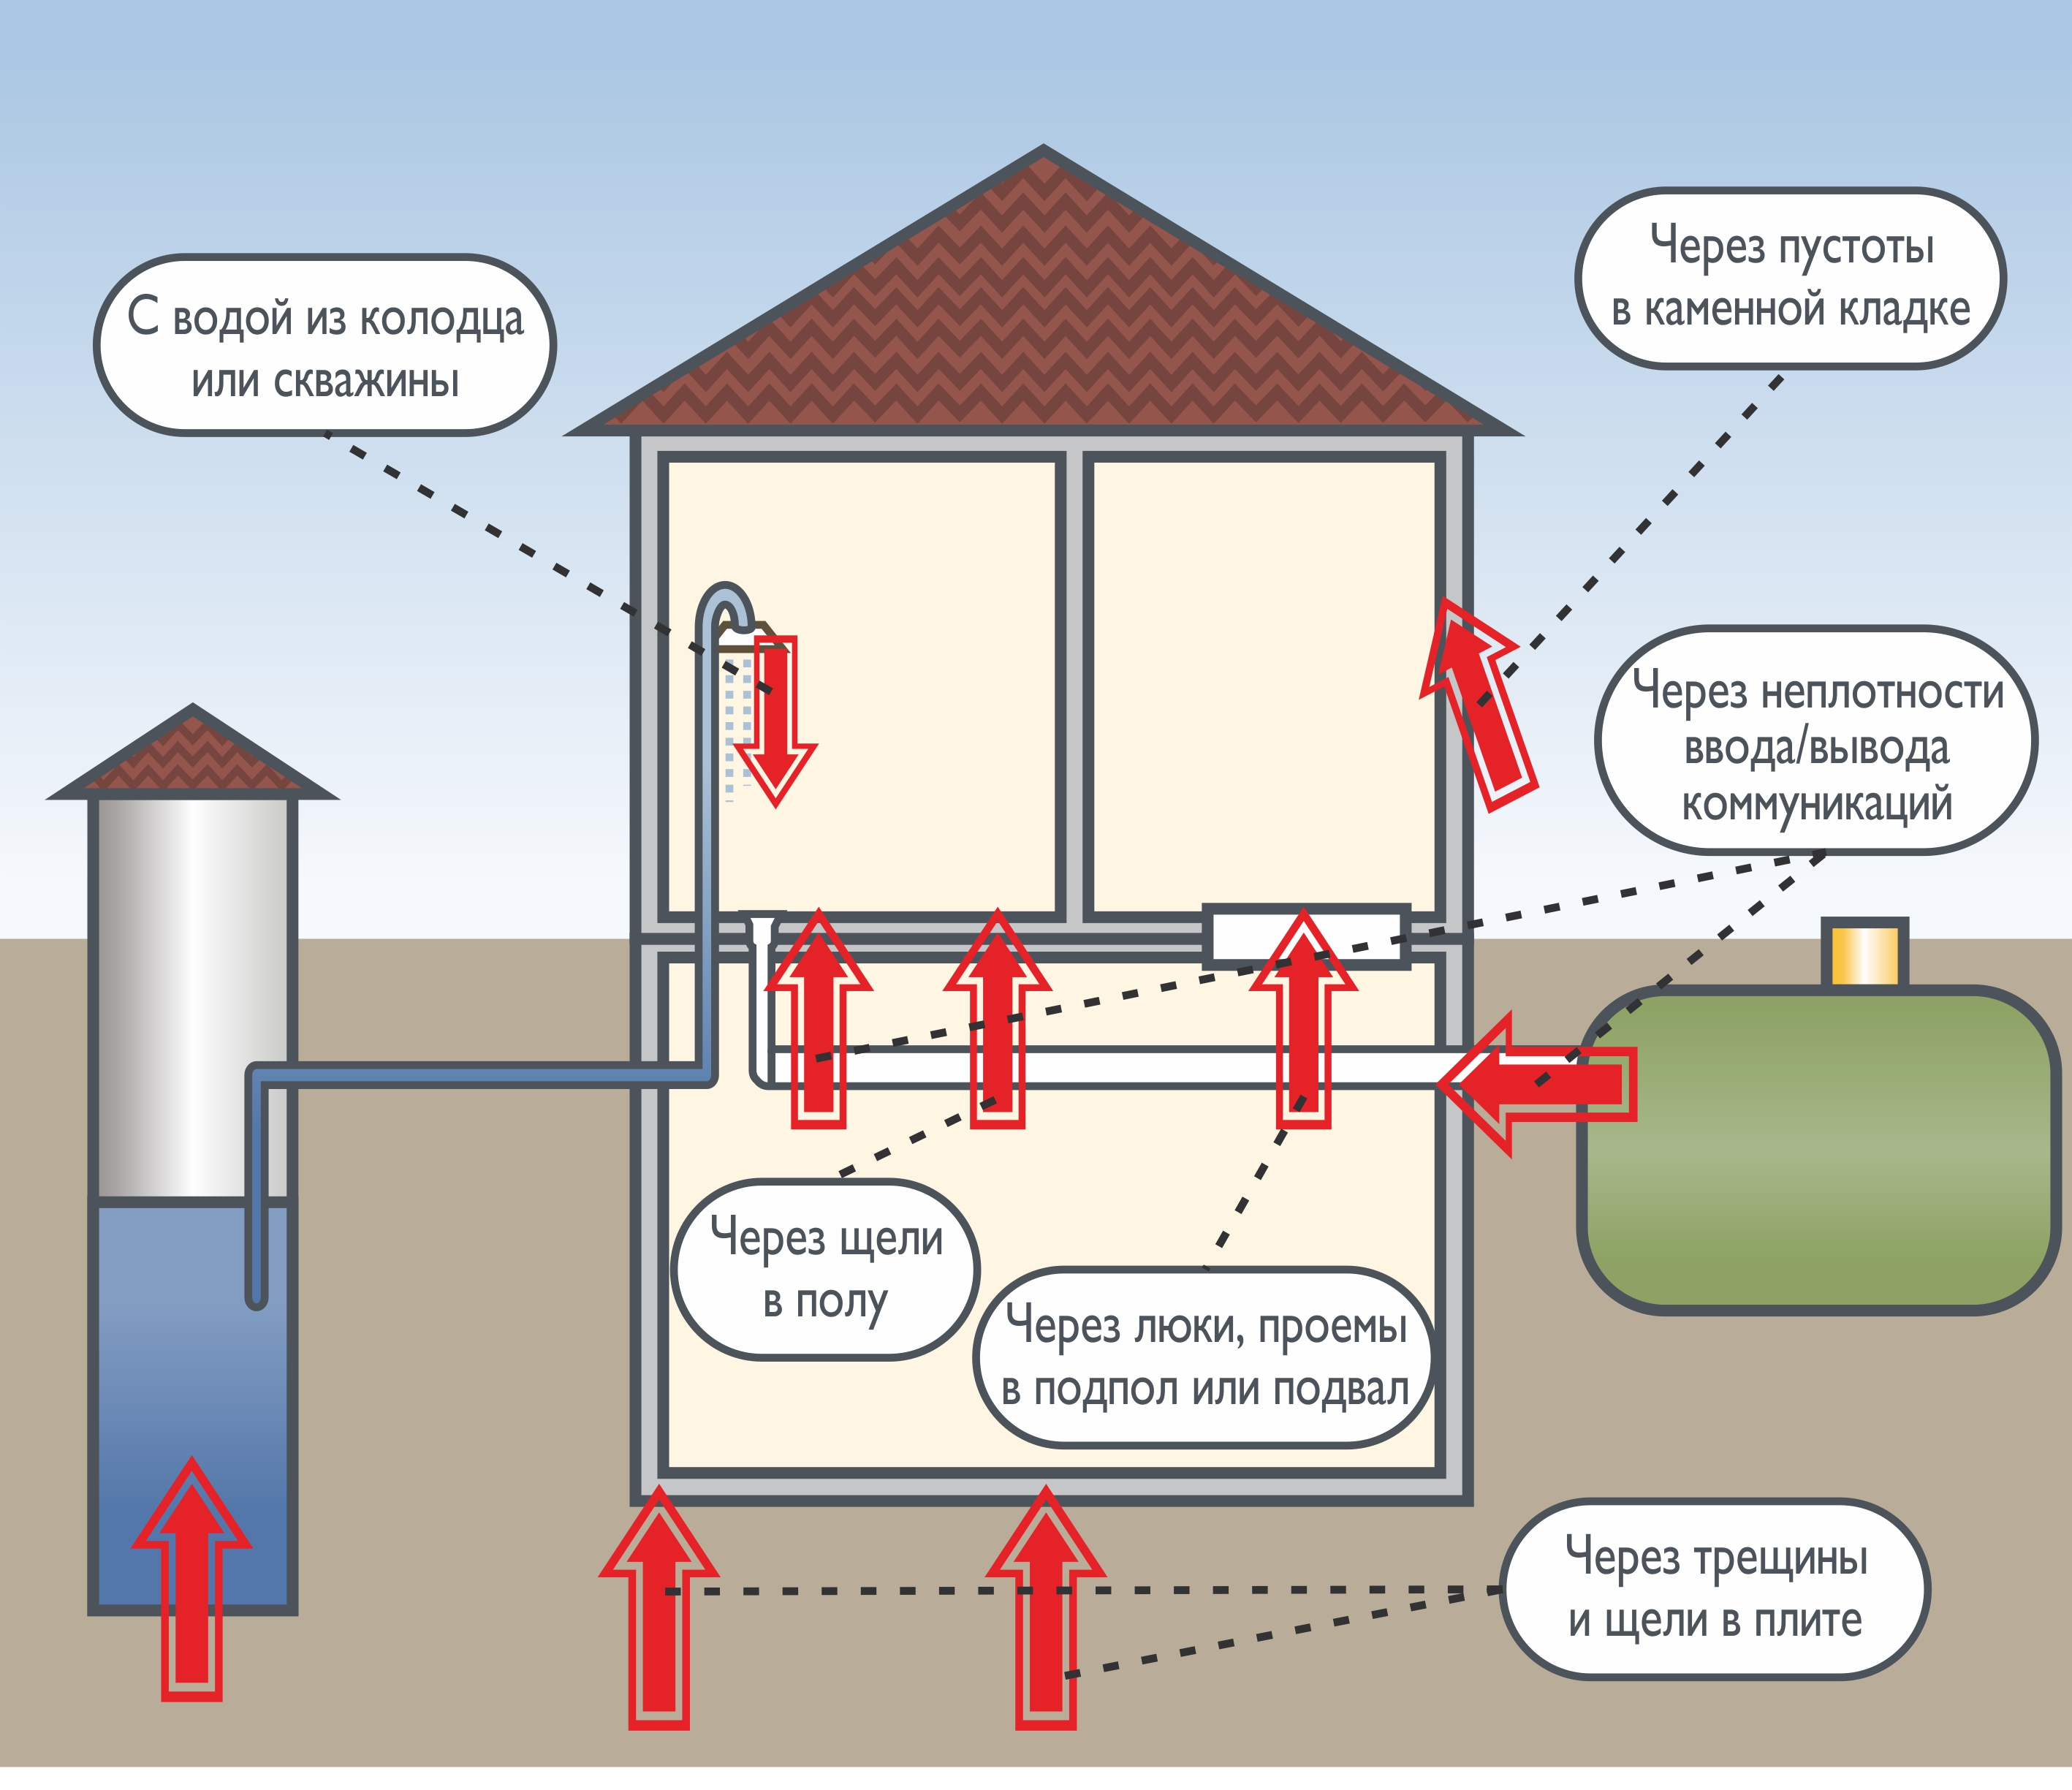 Через пустоты
в каменной кладке
С водой из колодца
или скважины
Через неплотности
ввода/вывода
коммуникаций
Через щели
в полу
Через люки, проемы
в подпол или подвал
Через трещины
и щели в плите